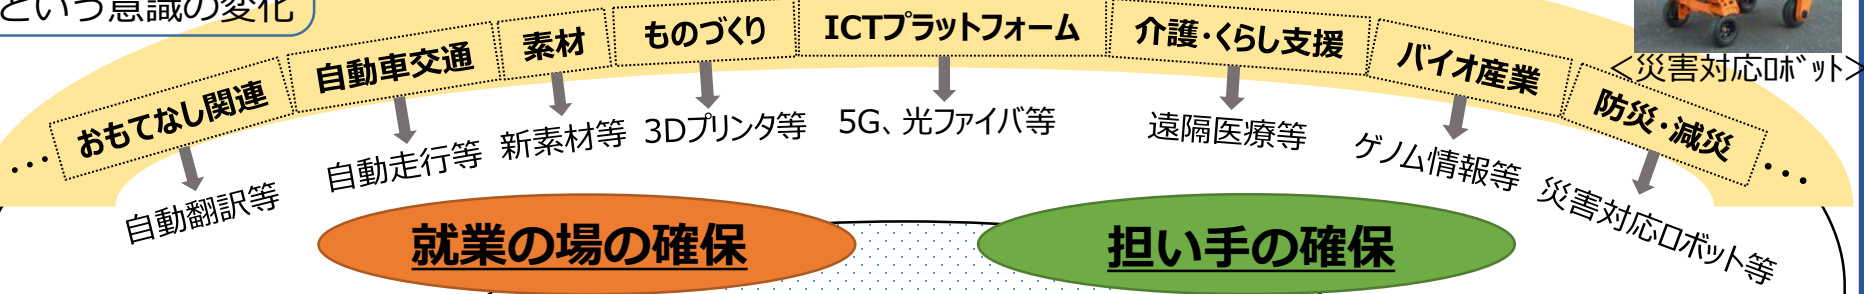 という意識の変化
おもてなし関連
自動車交通
素材
ものづくり
ICTプラットフォーム
介護・くらし支援
バイオ産業
防災・減災
・・・
・・・
自動翻訳等
自動走行等
新素材等
3Dプリンタ等
5G、光ファイバ等
遠隔医療等
ゲノム情報等
災害対応ロボット等
＜災害対応ﾛﾎﾞｯﾄ＞
就業の場の確保
担い手の確保